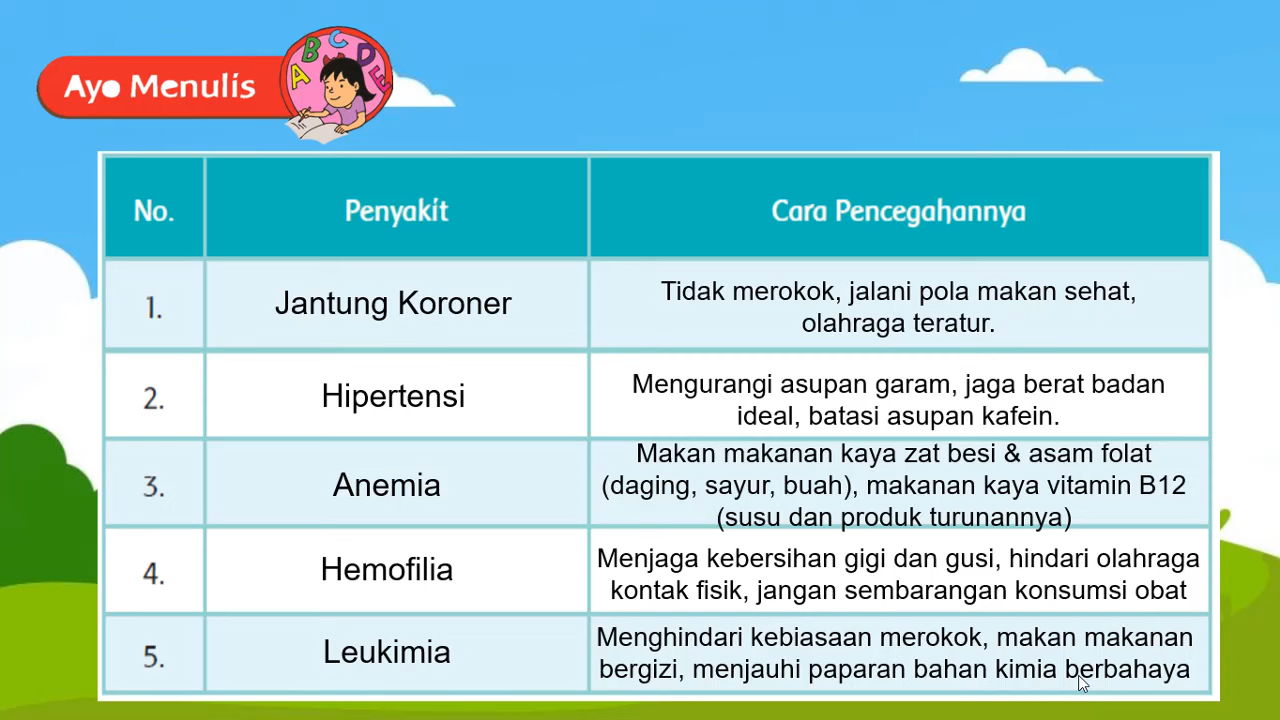 Ayo Menulis
A B C D E
No. Penyakit Cara Pencegahannya
1. Jantung Koroner Tidak merokok, jalani pola makan sehat,
olahraga teratur.
2. Hipertensi Mengurangi asupan garam, jaga berat badan
ideal, batasi asupan kafein.
3. Anemia Makan makanan kaya zat besi & asam folat
(daging, sayur, buah), makanan kaya vitamin B12
(susu dan produk turunannya)
4. Hemofilia Menjaga kebersihan gigi dan gusi, hindari olahraga
kontak fisik, jangan sembarangan konsumsi obat
5. Leukimia Menghindari kebiasaan merokok, makan makanan
bergizi, menjauhi paparan bahan kimia berbahaya